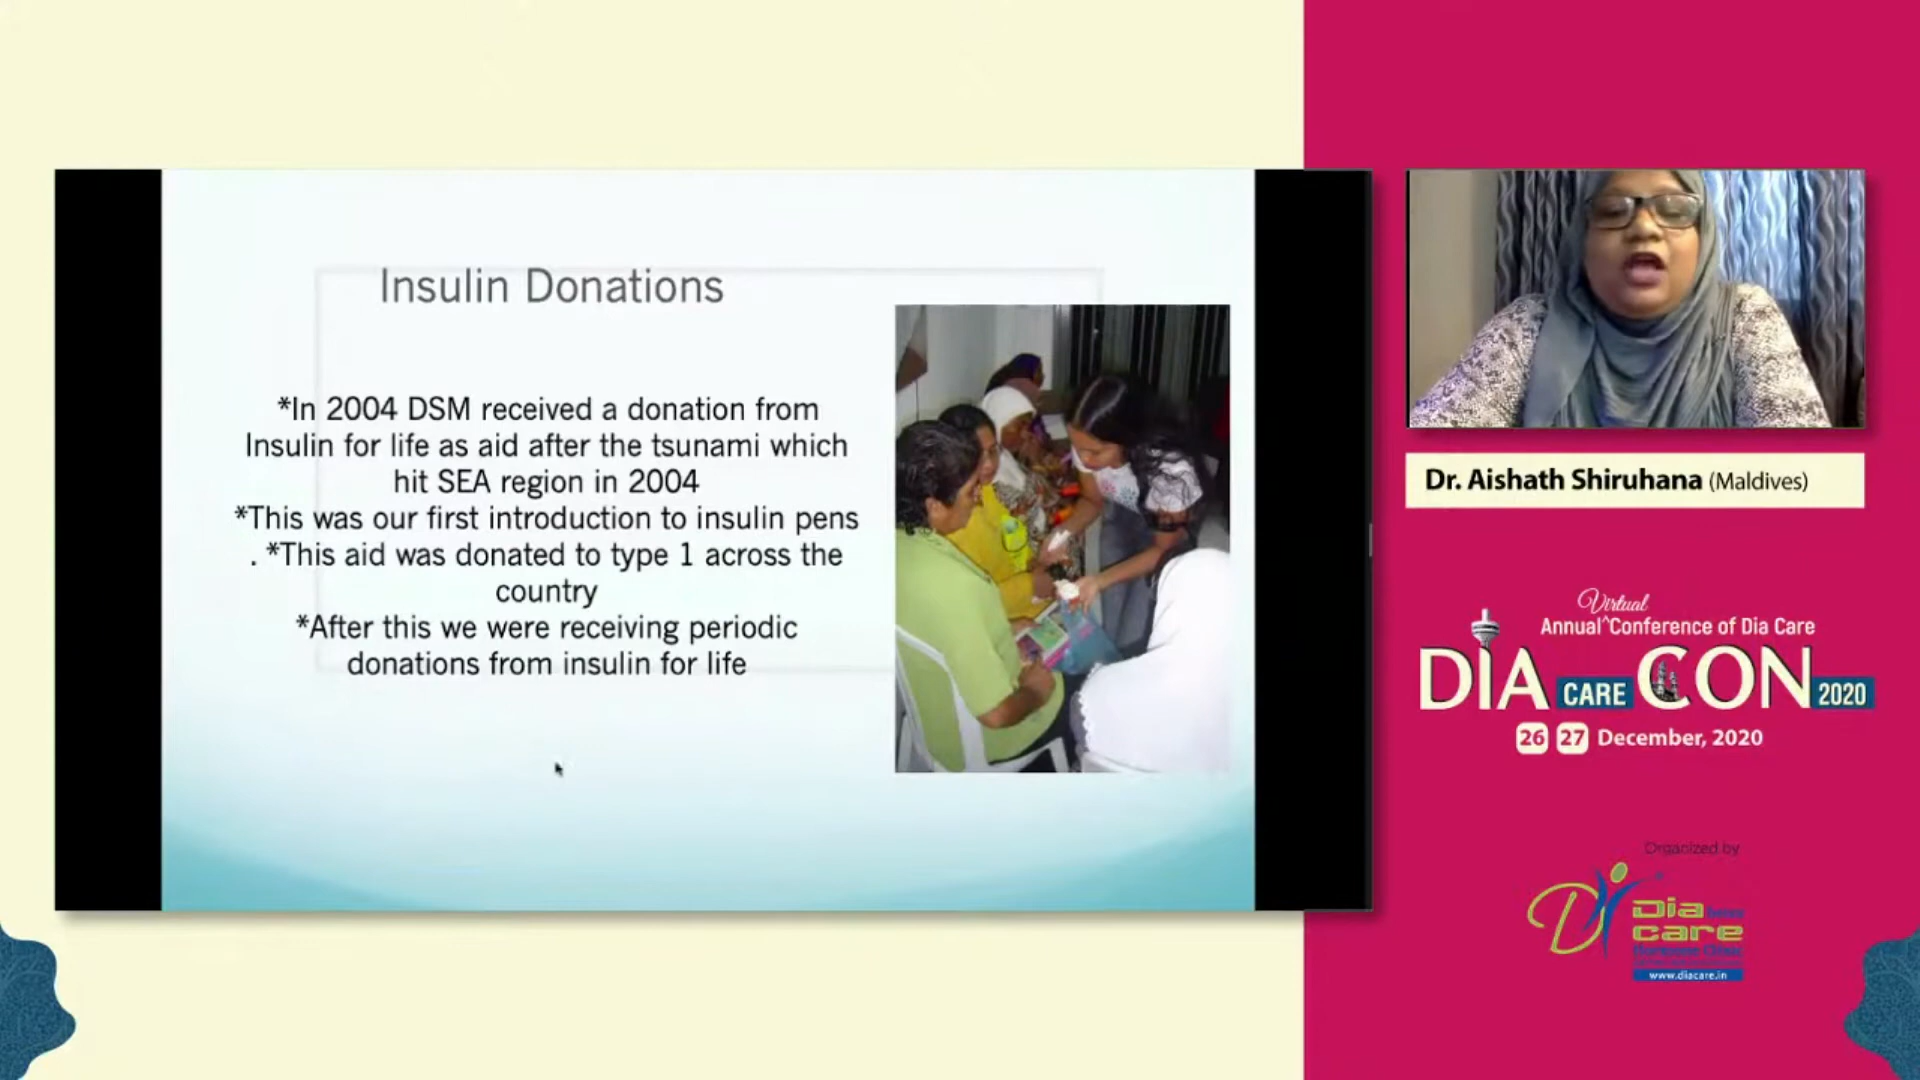 Insulin Donations
*In 2004 DSM received a donation from
Insulin for life as aid after the tsunami which
hit SEA region in 2004
*This was our first introduction to insulin pens
. *This aid was donated to type 1 across the
country
*After this we were receiving periodic
donations from insulin for life
Dr. Aishath Shiruhana (Maldives)
Virtual
Annual^Conference of Dia Care
DIA CARE CON 2020
26 27 December, 2020
Organized by
Dia
care
www.diacare.in